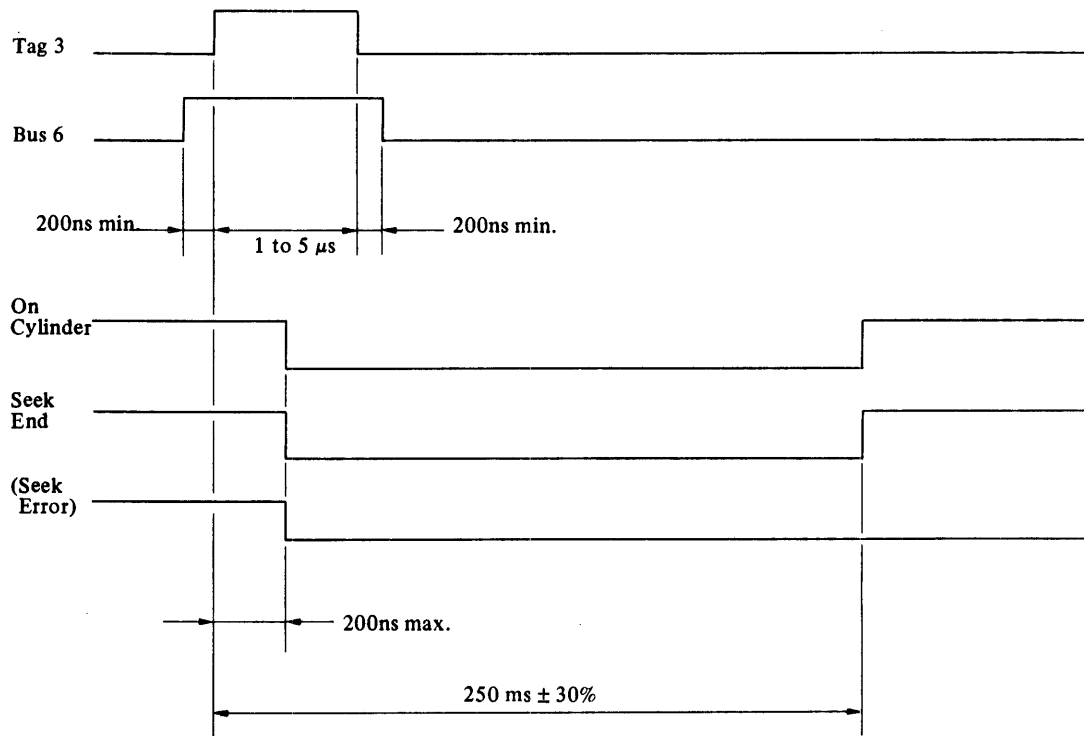 Tag 3
Bus 6
200ns min.
200ns min.
1 to 5 μs
On
Cylinder
Seek
End
(Seek
Error)
200ns max.
250 ms ± 30%